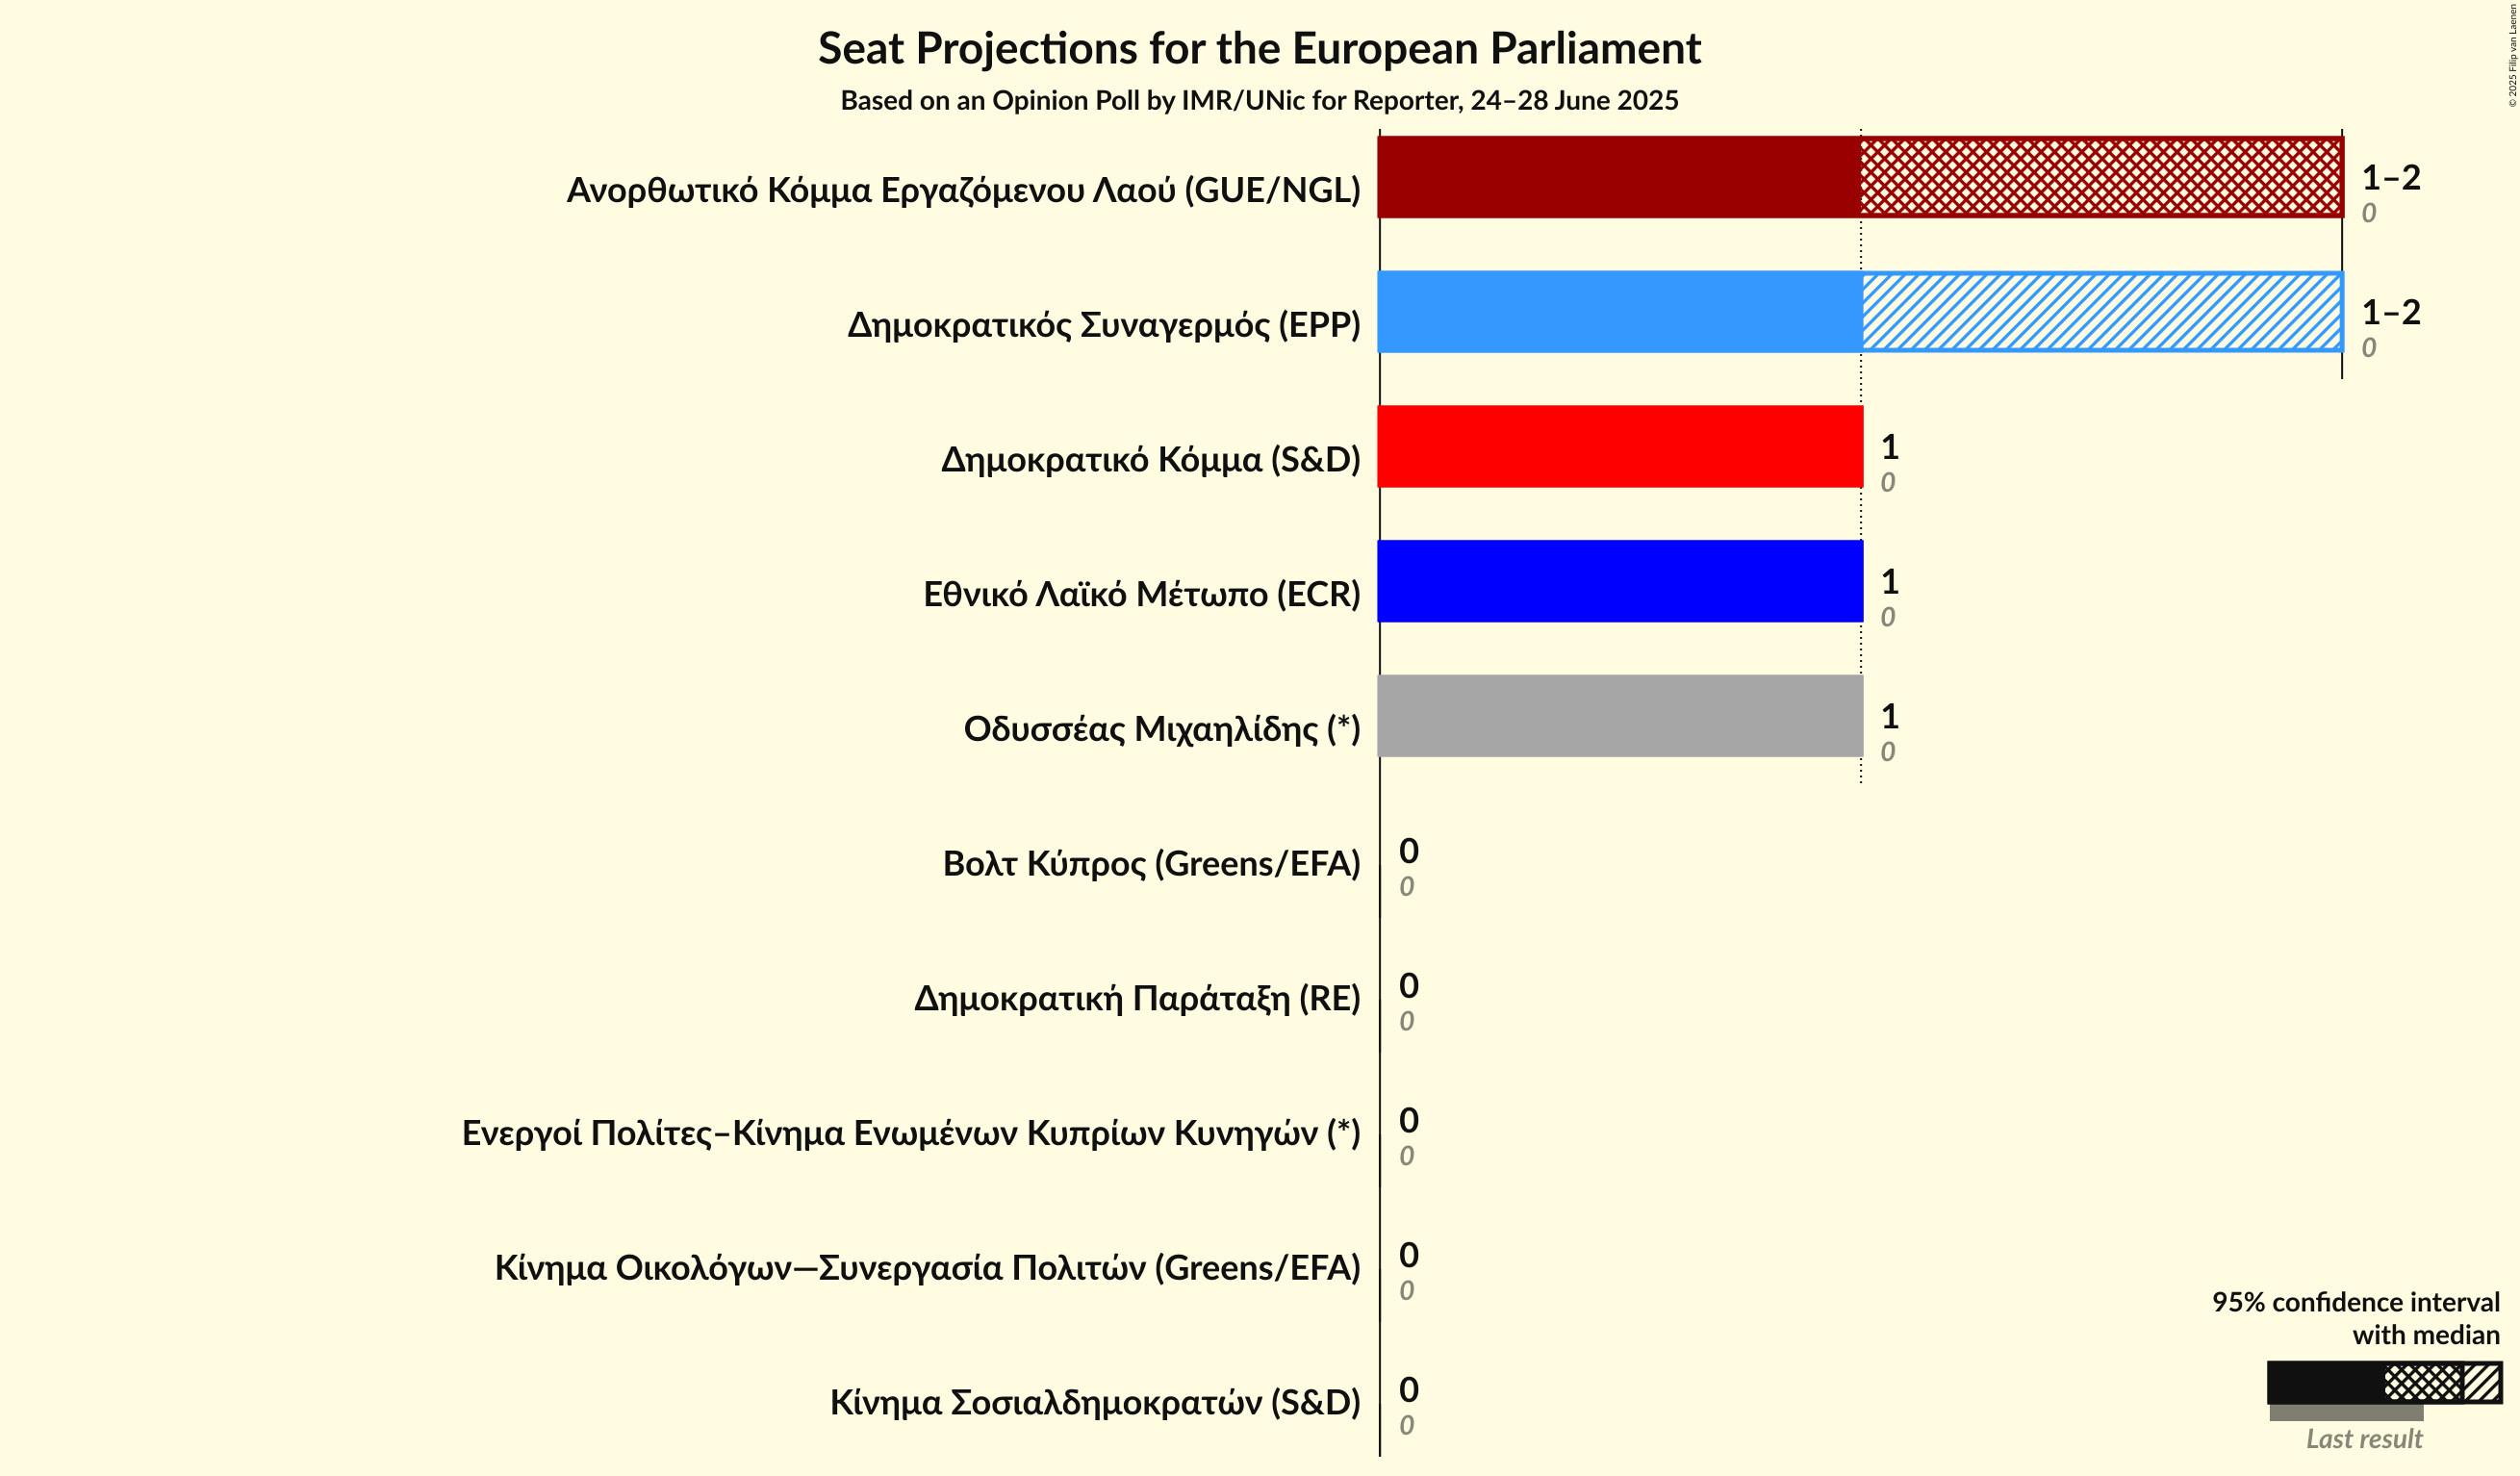 Seat Projections for the European Parliament
Based on an Opinion Poll by IMR/UNic for Reporter, 24–28 June 2025
© 2025 Filip van Laenen
Ανορθωτικό Κόμμα Εργαζόμενου Λαού (GUE/NGL)
1–2
0
Δημοκρατικός Συναγερμός (EPP)
1–2
0
Δημοκρατικό Κόμμα (S&D)
1
0
Εθνικό Λαϊκό Μέτωπο (ECR)
1
0
Οδυσσέας Μιχαηλίδης (*)
1
0
Βολτ Κύπρος (Greens/EFA)
0
0
Δημοκρατική Παράταξη (RE)
0
0
Ενεργοί Πολίτες–Κίνημα Ενωμένων Κυπρίων Κυνηγών (*)
0
0
Κίνημα Οικολόγων—Συνεργασία Πολιτών (Greens/EFA)
0
0
Κίνημα Σοσιαλδημοκρατών (S&D)
0
0
95% confidence interval
with median
Last result